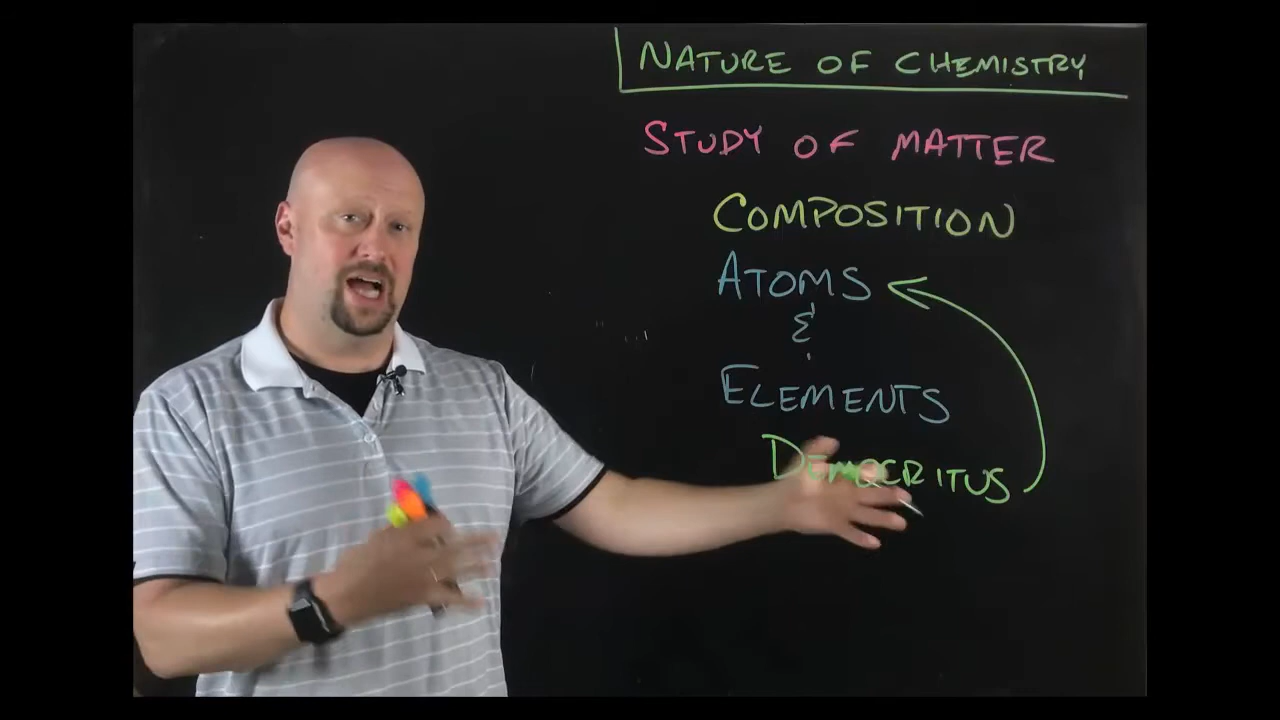 NATURE OF CHEMISTRY
STUDY OF MATTER
COMPOSITION
ATOMS
&
ELEMENTS
DEMOCRITUS